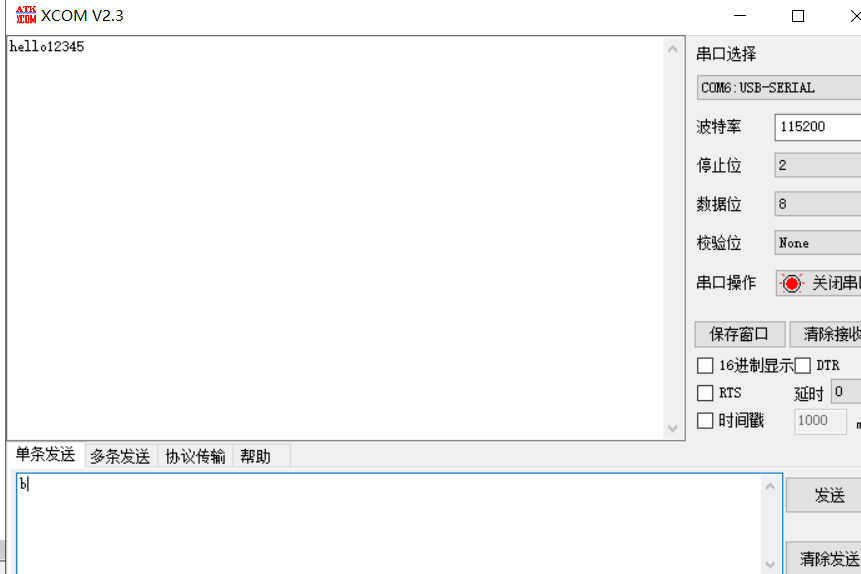 ATK XCOM XCOM V2.3
hello12345
串口选择
COM6:USB-SERIAL
波特率 115200
停止位 2
数据位 8
校验位 None
串口操作 关闭串口
保存窗口 清除接收
16进制显示 DTR
RTS 延时 0
时间戳 1000 m
单条发送 多条发送 协议传输 帮助
b
发送
清除发送